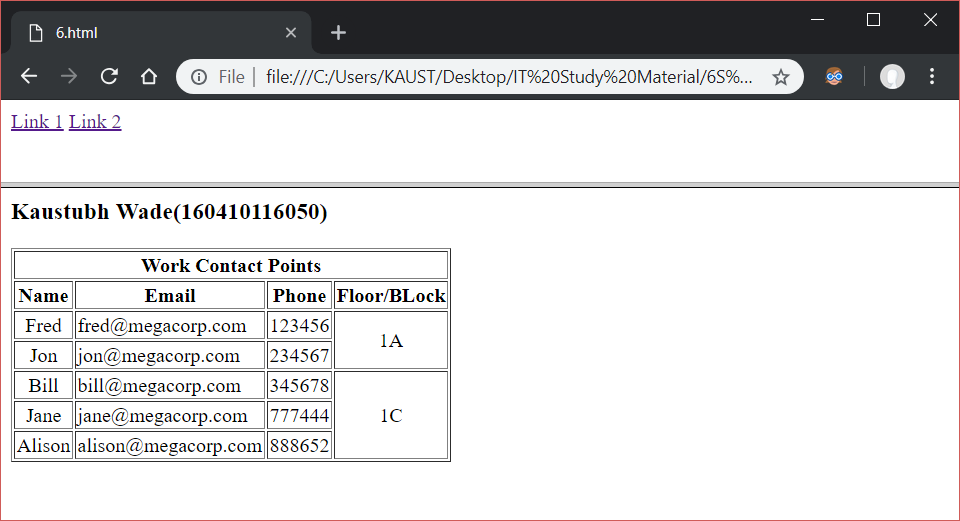 6.html
File file:///C:/Users/KAUST/Desktop/IT%20Study%20Material/6S%...
Link 1 Link 2
Kaustubh Wade(160410116050)
Work Contact Points
Name Email Phone Floor/BLock
Fred fred@megacorp.com 123456 1A
Jon jon@megacorp.com 234567
Bill bill@megacorp.com 345678
Jane jane@megacorp.com 777444 1C
Alison alison@megacorp.com 888652